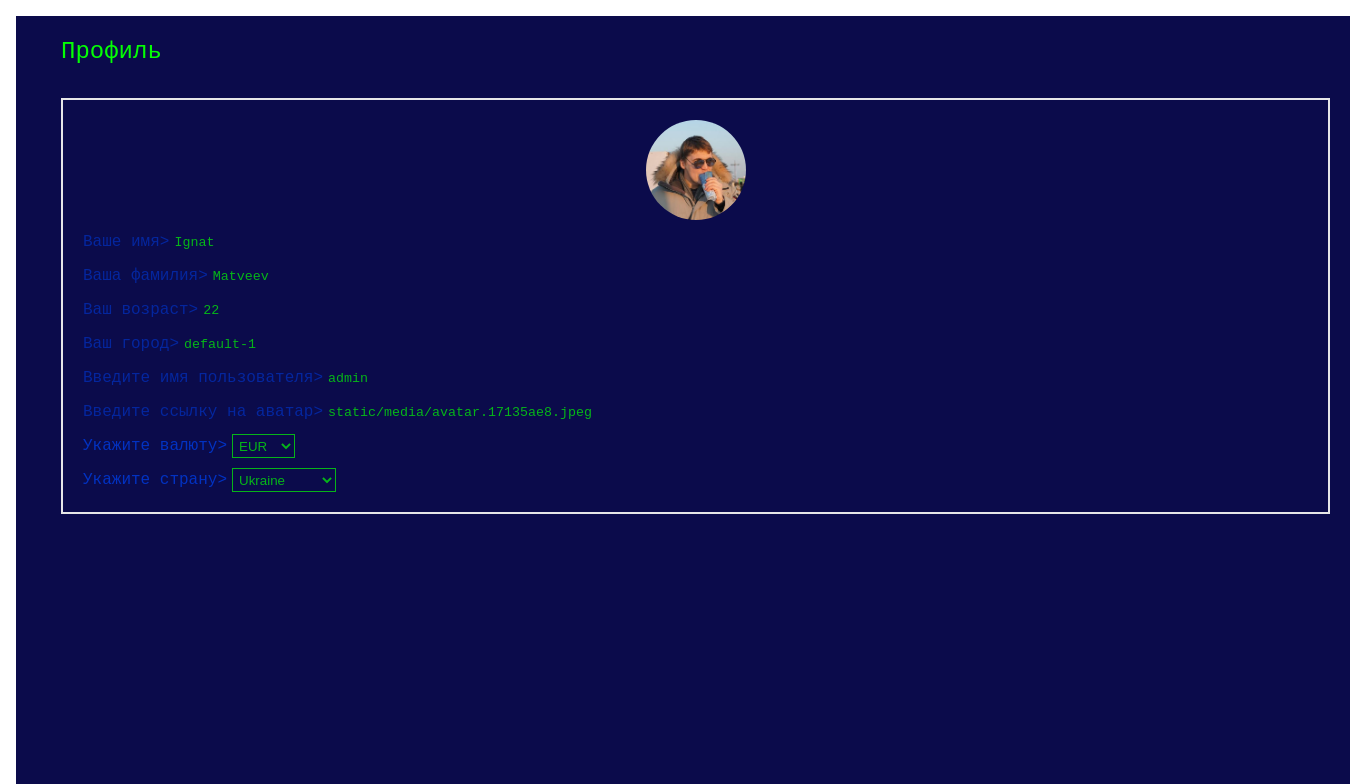 Профиль
Ваше имя> Ignat
Ваша фамилия> Matveev
Ваш возраст> 22
Ваш город> default-1
Введите имя пользователя> admin
Введите ссылку на аватар> static/media/avatar.17135ae8.jpeg
Укажите валюту> EUR
Укажите страну> Ukraine